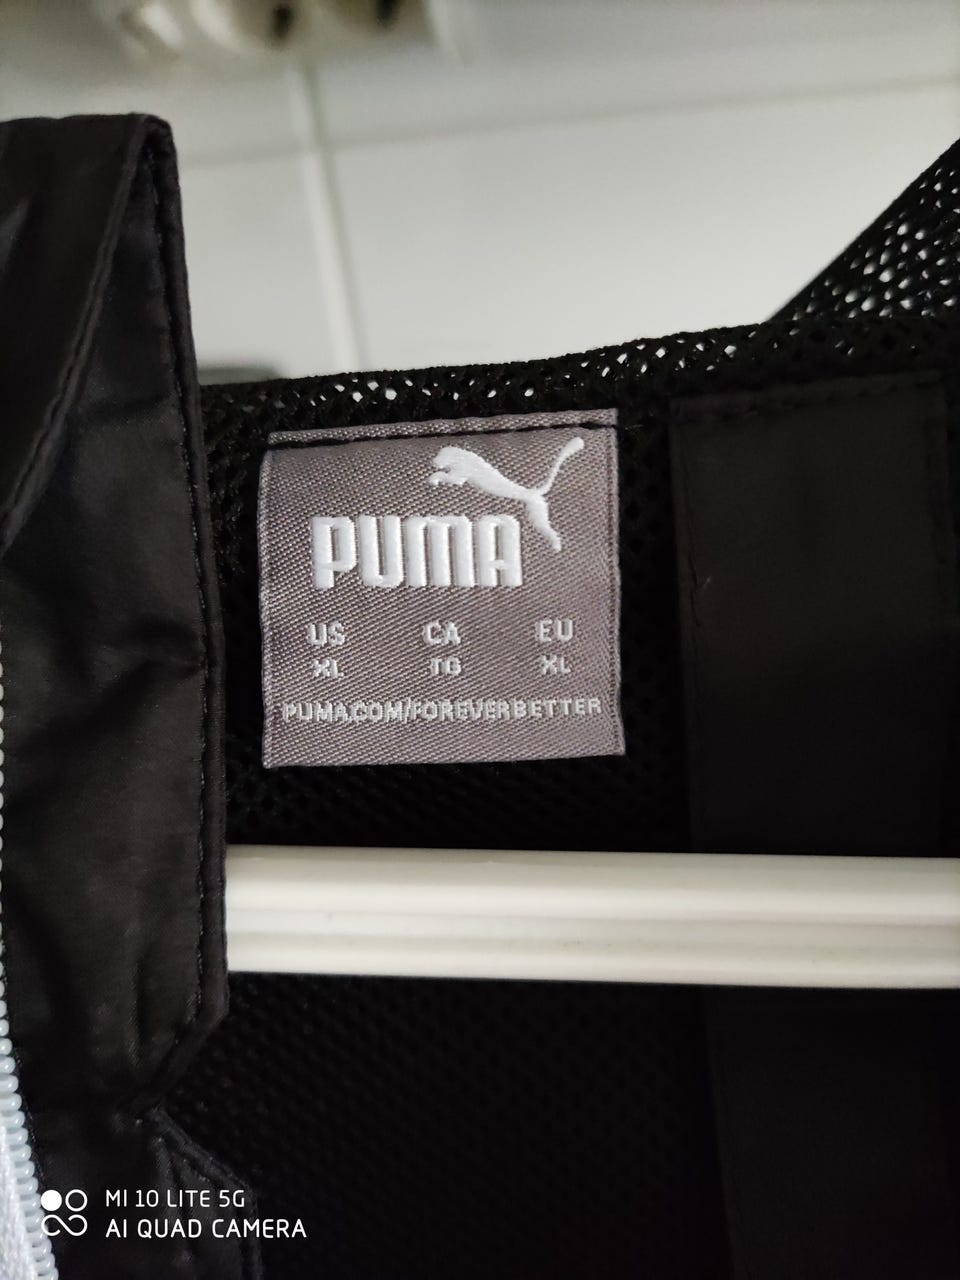 PUMA
US CA EU
XL TG XL
PUMA.COM/FOREVERBETTER
MI 10 LITE 5G
AI QUAD CAMERA